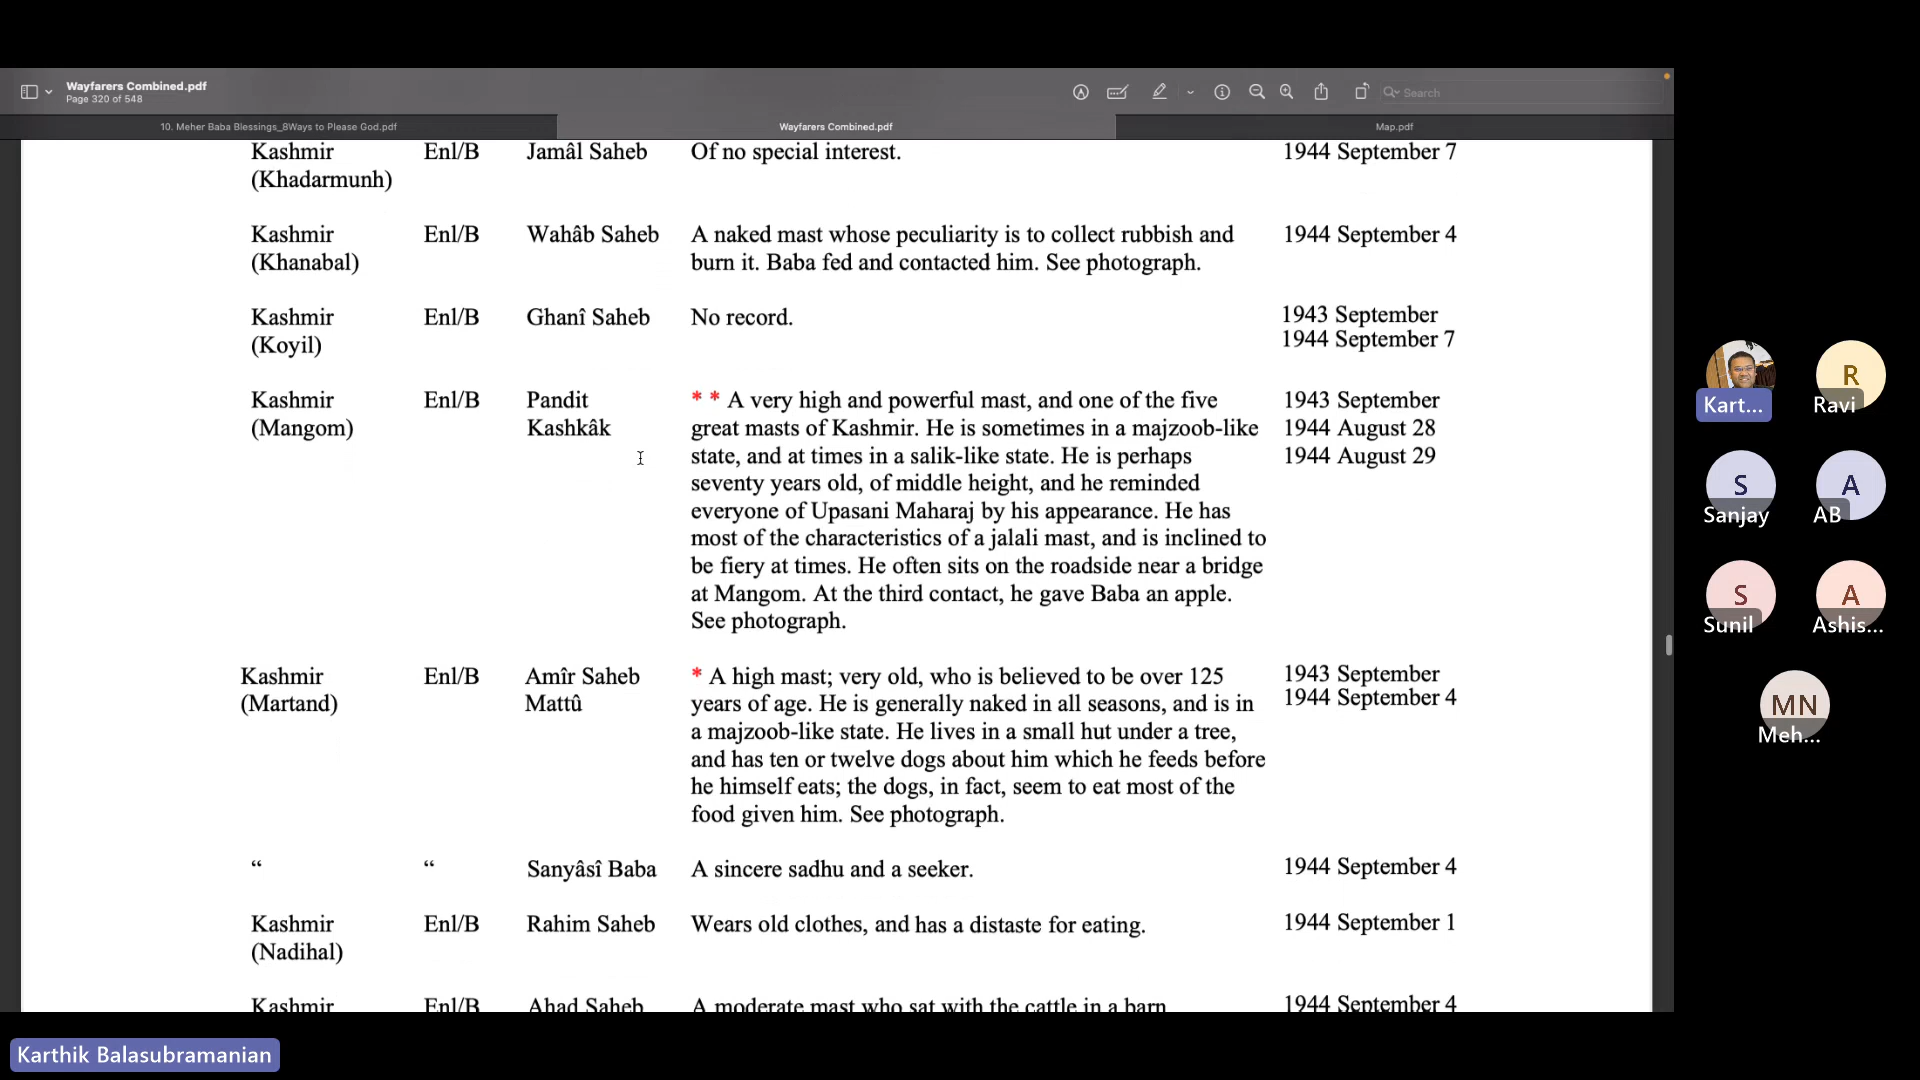 Wayfarers Combined.pdf
Page 320 of 548
Search
10. Meher Baba Blessings_8Ways to Please God.pdf
Wayfarers Combined.pdf
Map.pdf
Kashmir Enl/B Jamâl Saheb Of no special interest. 1944 September 7
(Khadarmunh)
Kashmir Enl/B Wahâb Saheb A naked mast whose peculiarity is to collect rubbish and 1944 September 4
(Khanabal) burn it. Baba fed and contacted him. See photograph.
Kashmir Enl/B Ghanî Saheb No record. 1943 September
(Koyil) 1944 September 7
Kashmir Enl/B Pandit * * A very high and powerful mast, and one of the five 1943 September
(Mangom) Kashkâk great masts of Kashmir. He is sometimes in a majzoob-like 1944 August 28
state, and at times in a salik-like state. He is perhaps 1944 August 29
seventy years old, of middle height, and he reminded
everyone of Upasani Maharaj by his appearance. He has
most of the characteristics of a jalali mast, and is inclined to
be fiery at times. He often sits on the roadside near a bridge
at Mangom. At the third contact, he gave Baba an apple.
See photograph.
Kashmir Enl/B Amîr Saheb * A high mast; very old, who is believed to be over 125 1943 September
(Martand) Mattû years of age. He is generally naked in all seasons, and is in 1944 September 4
a majzoob-like state. He lives in a small hut under a tree,
and has ten or twelve dogs about him which he feeds before
he himself eats; the dogs, in fact, seem to eat most of the
food given him. See photograph.
“ “ Sanyâsî Baba A sincere sadhu and a seeker. 1944 September 4
Kashmir Enl/B Rahim Saheb Wears old clothes, and has a distaste for eating. 1944 September 1
(Nadihal)
Kashmir Enl/B Ahad Saheb A moderate mast who sat with the cattle in a barn 1944 September 4
Kart...
R
Ravi
S
Sanjay
A
AB
S
Sunil
A
Ashis...
MN
Meh...
Karthik Balasubramanian